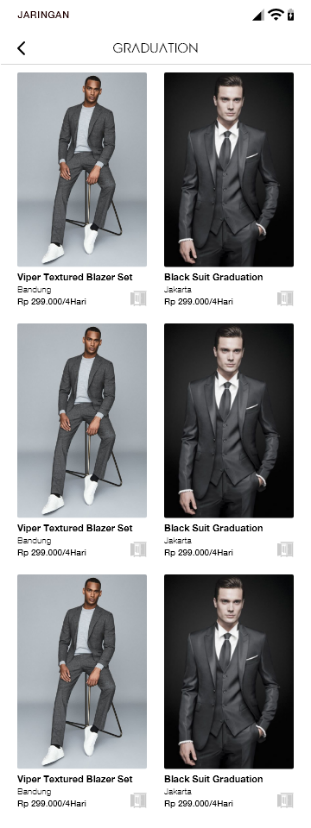 JARINGAN
GRADUATION
Viper Textured Blazer Set
Bandung
Rp 299.000/4Hari
Black Suit Graduation
Jakarta
Rp 299.000/4Hari
Viper Textured Blazer Set
Bandung
Rp 299.000/4Hari
Black Suit Graduation
Jakarta
Rp 299.000/4Hari
Viper Textured Blazer Set
Bandung
Rp 299.000/4Hari
Black Suit Graduation
Jakarta
Rp 299.000/4Hari